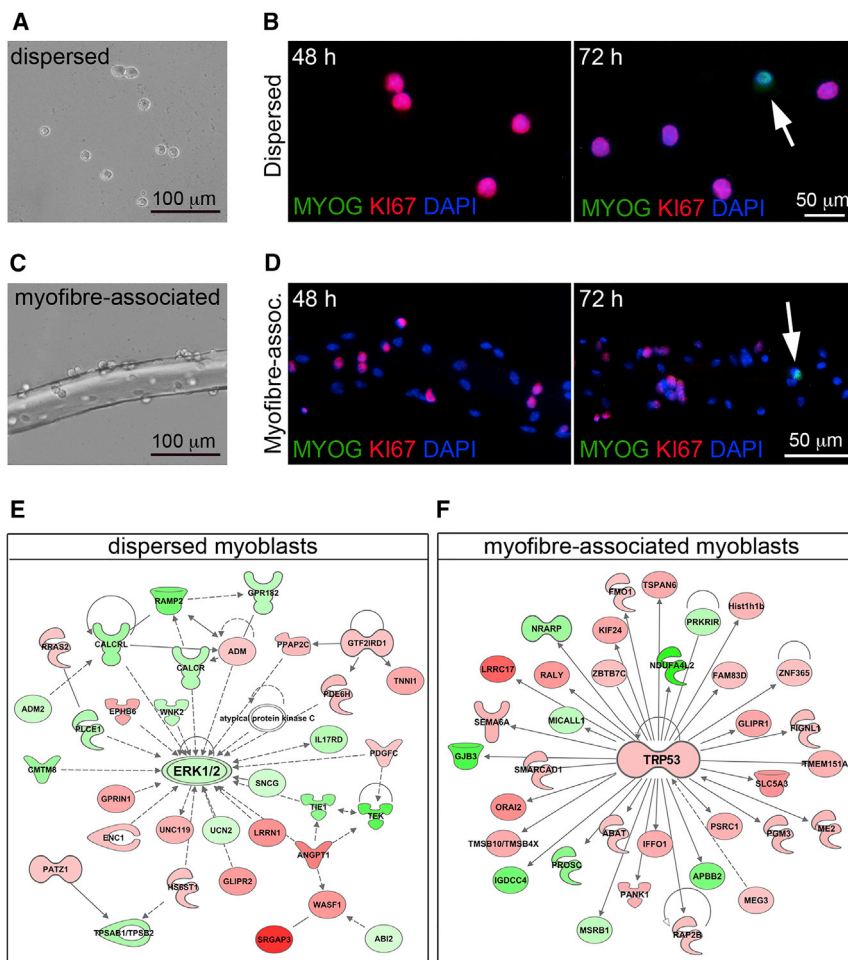 A
dispersed
100 µm
B
Dispersed
48 h
MYOG KI67 DAPI
72 h
MYOG KI67 DAPI
50 µm
C
myofibre-associated
100 µm
D
Myofibre-assoc.
48 h
MYOG KI67 DAPI
72 h
MYOG KI67 DAPI
50 µm
E
dispersed myoblasts
RAMP2
GPR182
RRAS2
CALCRL
ADM
PPAP2C
GTF2IRD1
CALCR
TNNI1
PDE6H
ADM2
EPHB6
WNK2
atypical protein kinase C
PLCE1
IL17RD
PDGFC
CMTM8
ERK1/2
SNCG
GPRIN1
TIE1
TEK
ENC1
UNC119
UCN2
LRRN1
ANGPT1
PATZ1
HS6ST1
GLIPR2
WASF1
TPSAB1/TPSB2
SRGAP3
ABI2
F
myofibre-associated myoblasts
FMO1
TSPAN6
Hist1h1b
NRARP
KIF24
PRKRIR
LRRC17
RALY
ZBTB7C
NDUFA4L2
FAM83D
ZNF365
SEMA6A
MICALL1
GLIPR1
FIGNL1
GJB3
TRP53
TMEM151A
SMARCAD1
SLC5A3
ORAI2
TMSB10/TMSB4X
ABAT
IFFO1
PSRC1
PGM3
ME2
IGDCC4
PROSC
PANK1
APBB2
MEG3
MSRB1
RAP2B